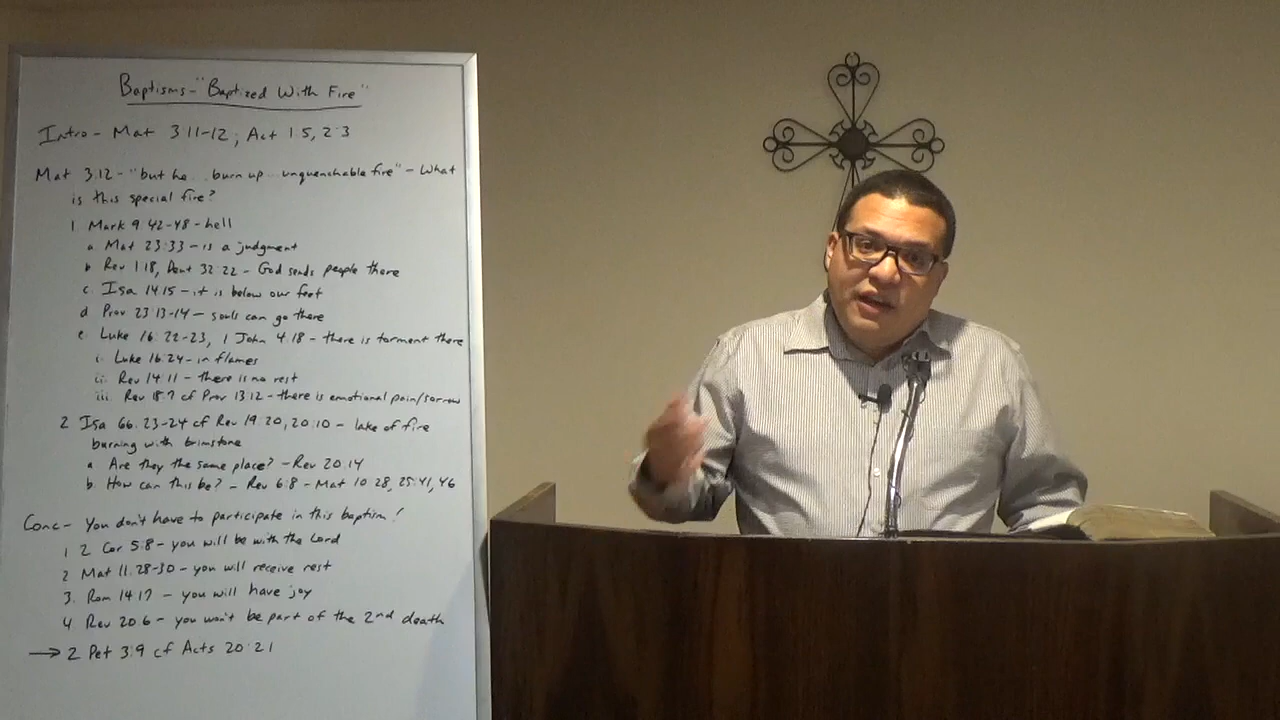 Baptisms - "Baptized With Fire"
Intro - Mat 3:11-12; Act 1:5, 2:3
Mat 3:12 - "but he... burn up... unquenchable fire" - What
is this special fire?
1. Mark 9:42-48 - hell
a. Mat 23:33 - is a judgment
b. Rev 1:18, Deut 32:22 - God sends people there
c. Isa 14:15 - it is below our feet
d. Prov 23:13-14 - souls can go there
e. Luke 16:22-23, 1 John 4:18 - there is torment there
i. Luke 16:24 - in flames
ii. Rev 14:11 - there is no rest
iii. Rev 18:7 cf Prov 13:12 - there is emotional pain/sorrow
2. Isa 66:23-24 cf Rev 19:20, 20:10 - lake of fire
burning with brimstone
a. Are they the same place? - Rev 20:14
b. How can this be? - Rev 6:8 - Mat 10:28, 25:41, 46
Conc - You don't have to participate in this baptism!
1. 2 Cor 5:8 - you will be with the Lord
2. Mat 11:28-30 - you will receive rest
3. Rom 14:17 - you will have joy
4. Rev 20:6 - you won't be part of the 2nd death
→ 2 Pet 3:9 cf Acts 20:21